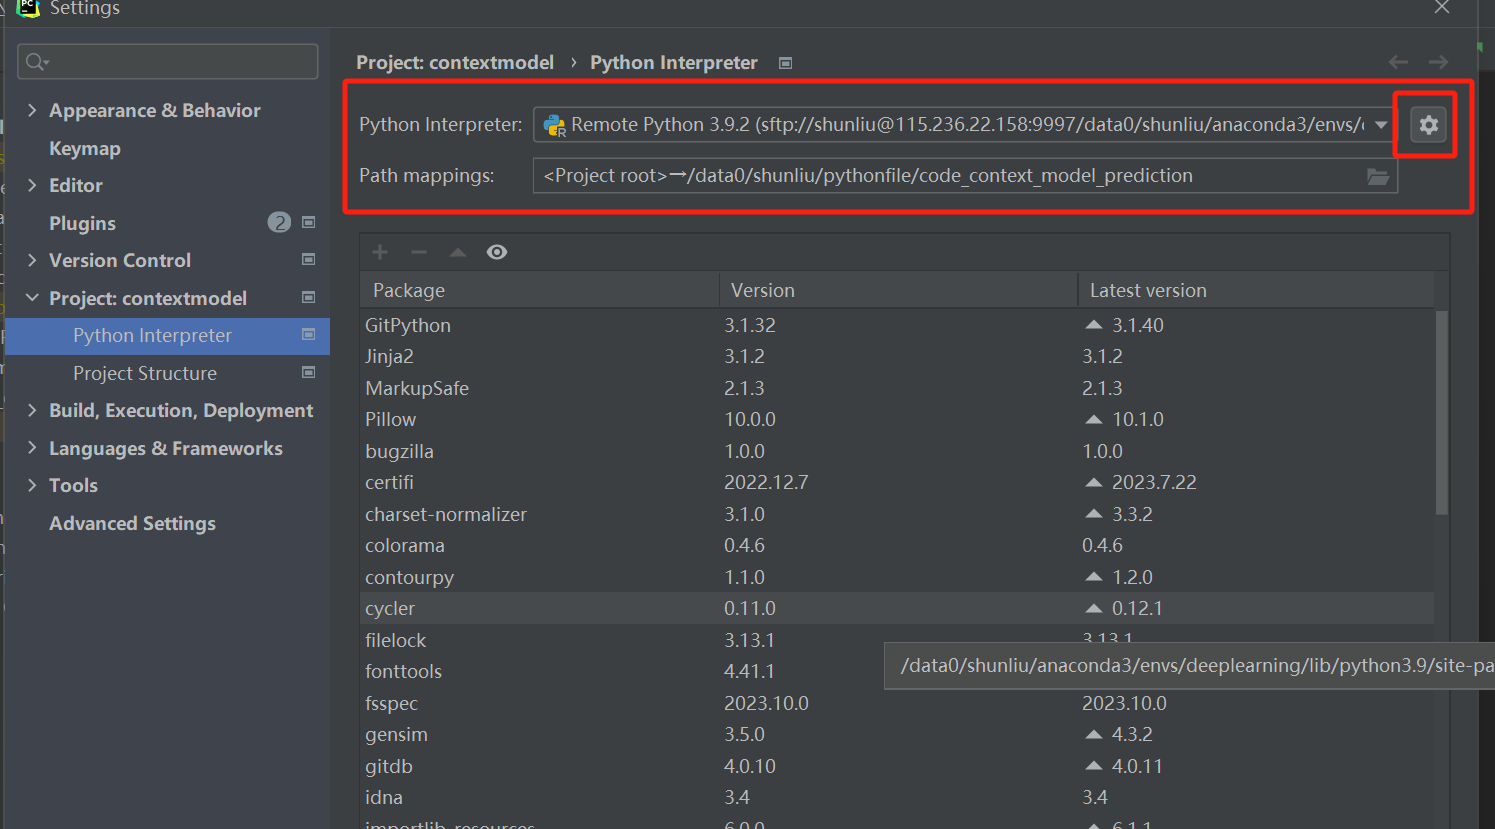 PC Settings
Project: contextmodel › Python Interpreter
Appearance & Behavior
Keymap
Editor
Plugins 2
Version Control
Project: contextmodel
Python Interpreter
Project Structure
Build, Execution, Deployment
Languages & Frameworks
Tools
Advanced Settings
Python Interpreter: Remote Python 3.9.2 (sftp://shunliu@115.236.22.158:9997/data0/shunliu/anaconda3/envs/
Path mappings: <Project root>→/data0/shunliu/pythonfile/code_context_model_prediction
Package Version Latest version
GitPython 3.1.32 3.1.40
Jinja2 3.1.2 3.1.2
MarkupSafe 2.1.3 2.1.3
Pillow 10.0.0 10.1.0
bugzilla 1.0.0 1.0.0
certifi 2022.12.7 2023.7.22
charset-normalizer 3.1.0 3.3.2
colorama 0.4.6 0.4.6
contourpy 1.1.0 1.2.0
cycler 0.11.0 0.12.1
filelock 3.13.1 3.13.1
/data0/shunliu/anaconda3/envs/deeplearning/lib/python3.9/site-pa
fonttools 4.41.1
fsspec 2023.10.0 2023.10.0
gensim 3.5.0 4.3.2
gitdb 4.0.10 4.0.11
idna 3.4 3.4
importlib-resources 6.0.0 6.1.1